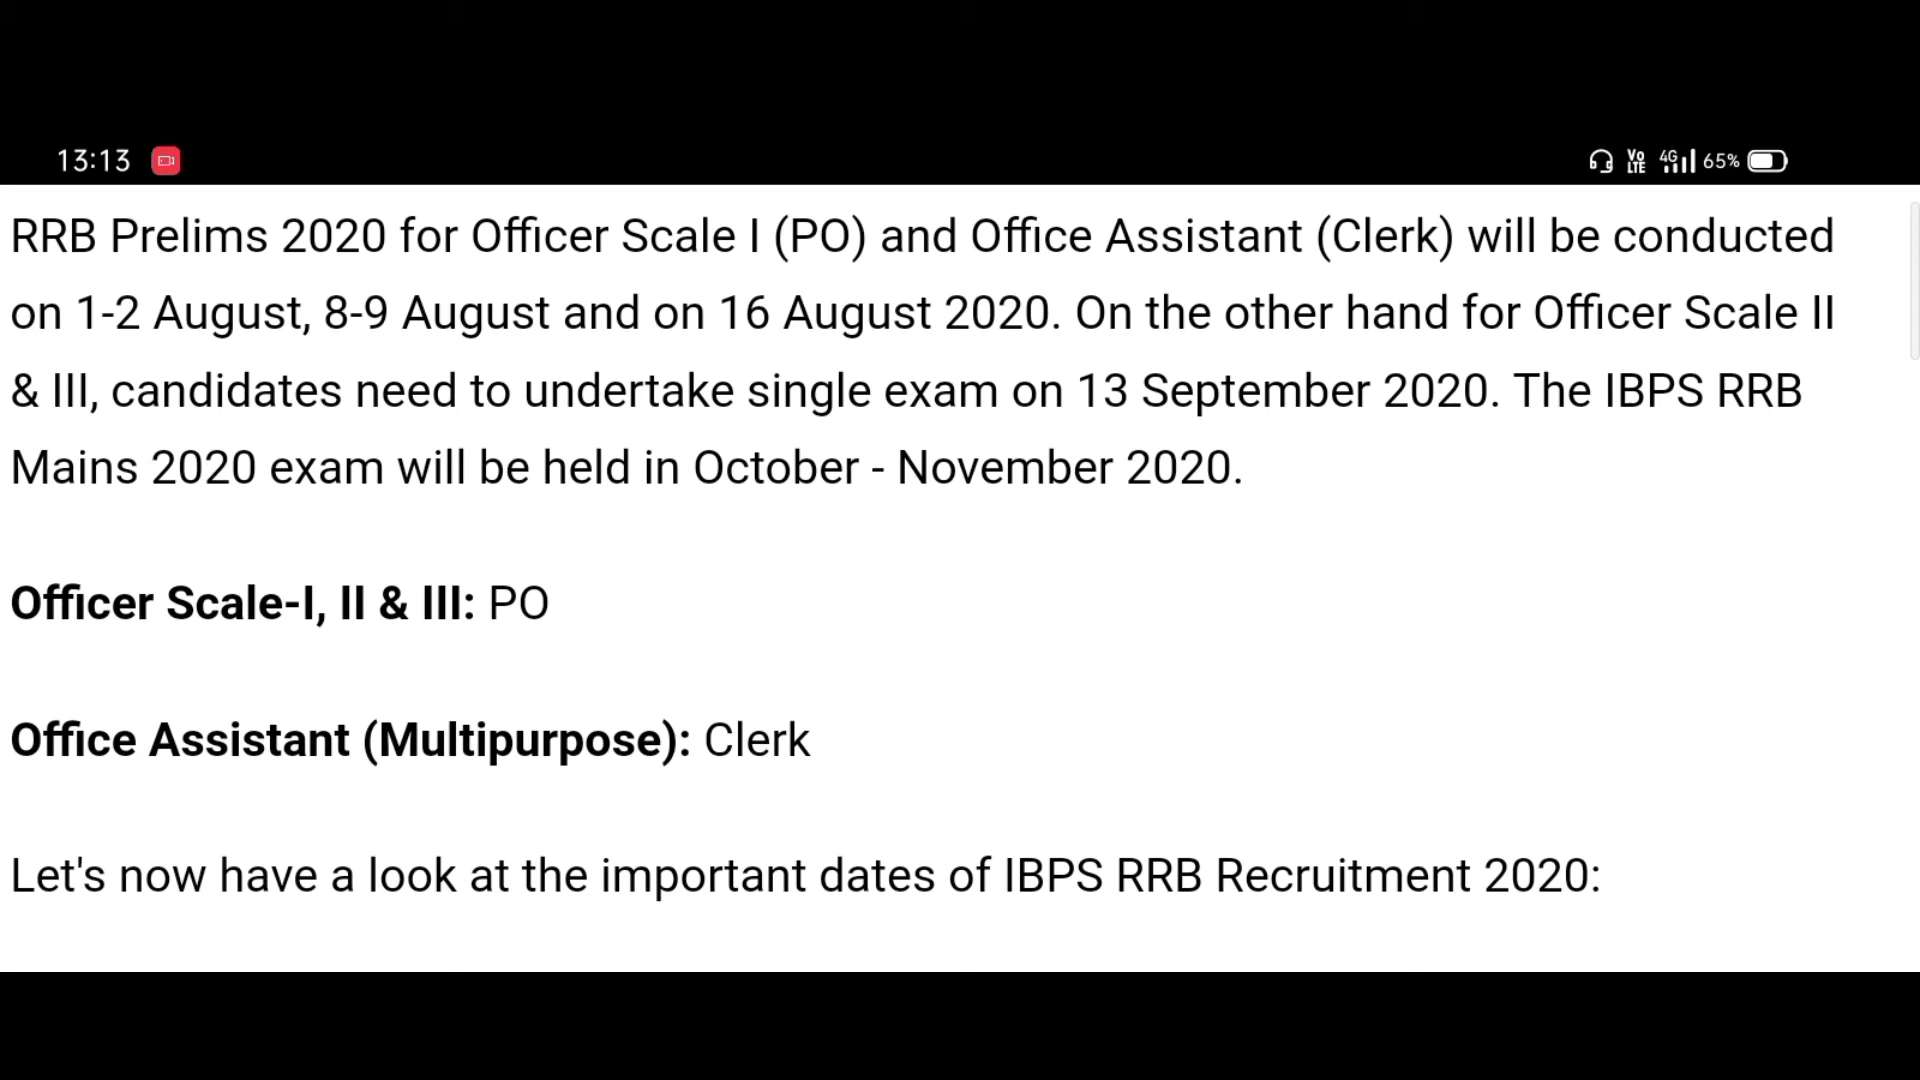 13:13
Vo LTE 4G 65%
RRB Prelims 2020 for Officer Scale I (PO) and Office Assistant (Clerk) will be conducted
on 1-2 August, 8-9 August and on 16 August 2020. On the other hand for Officer Scale II
& III, candidates need to undertake single exam on 13 September 2020. The IBPS RRB
Mains 2020 exam will be held in October - November 2020.
Officer Scale-I, II & III: PO
Office Assistant (Multipurpose): Clerk
Let's now have a look at the important dates of IBPS RRB Recruitment 2020: